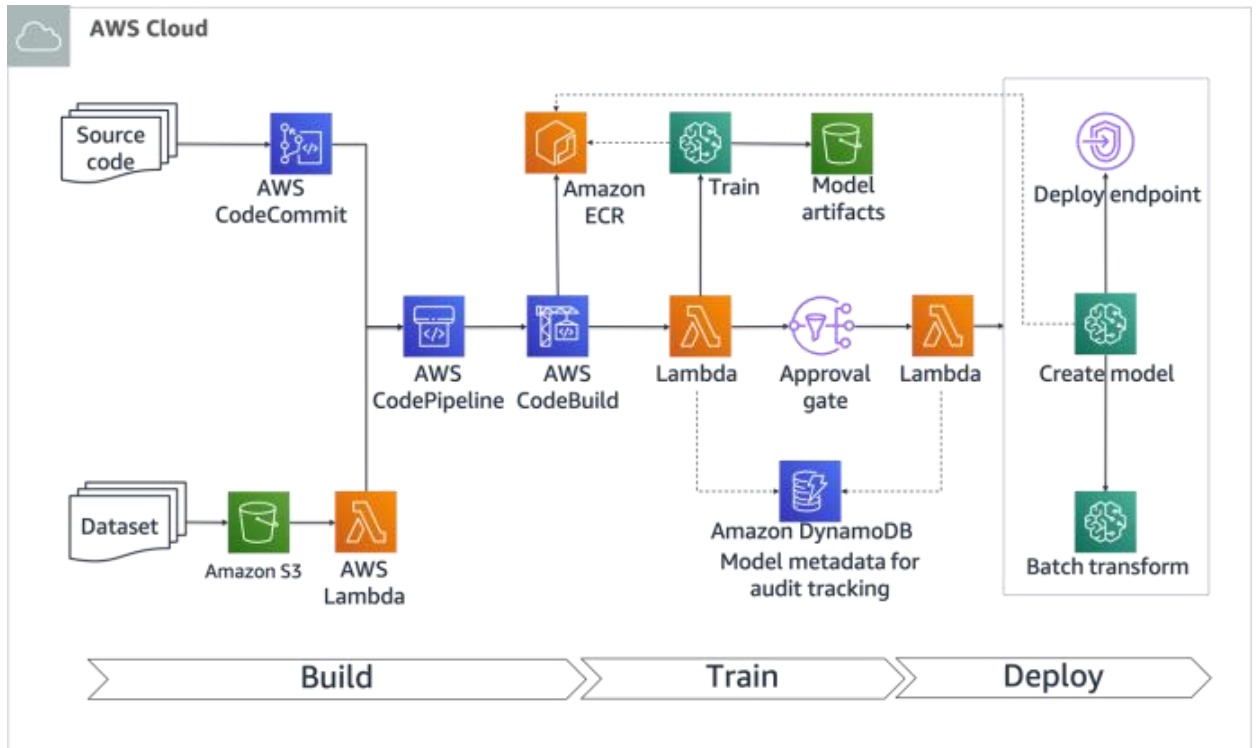 AWS Cloud
Source
code
AWS
CodeCommit
Amazon
ECR
Train
Model
artifacts
Deploy endpoint
AWS
CodePipeline
AWS
CodeBuild
Lambda
Approval
gate
Lambda
Create model
Dataset
Amazon S3
AWS
Lambda
Amazon DynamoDB
Model metadata for
audit tracking
Batch transform
Build
Train
Deploy